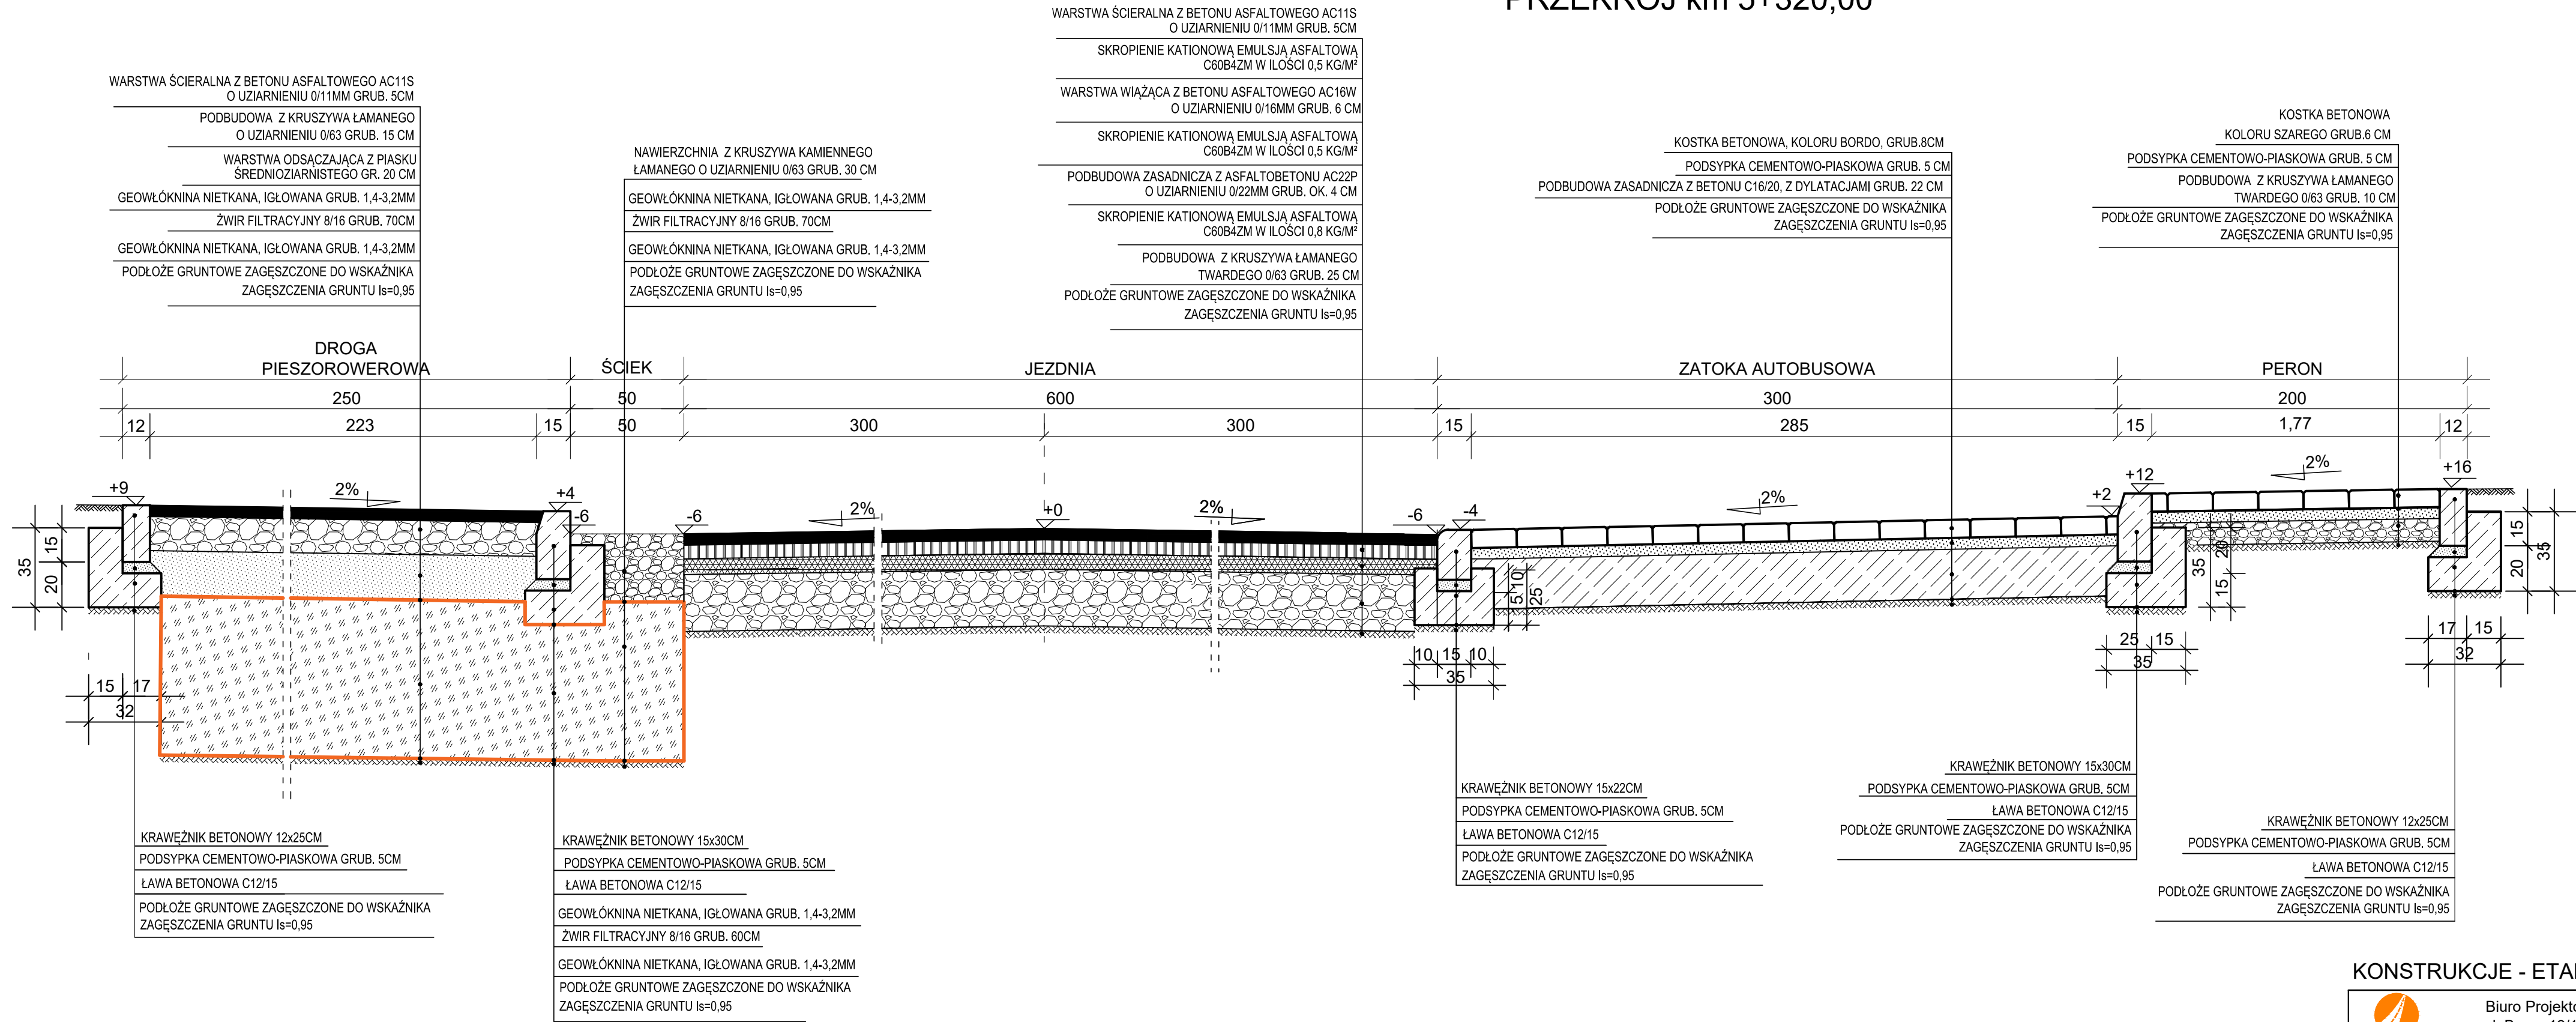 PRZEKRÓJ km 5+320,00
WARSTWA ŚCIERALNA Z BETONU ASFALTOWEGO AC11S
O UZIARNIENIU 0/11MM GRUB. 5CM
PODBUDOWA Z KRUSZYWA ŁAMANEGO
O UZIARNIENIU 0/63 GRUB. 15 CM
WARSTWA ODSĄCZAJĄCA Z PIASKU
ŚREDNIOZIARNISTEGO GR. 20 CM
GEOWŁÓKNINA NIETKANA, IGŁOWANA GRUB. 1,4-3,2MM
ŻWIR FILTRACYJNY 8/16 GRUB. 70CM
GEOWŁÓKNINA NIETKANA, IGŁOWANA GRUB. 1,4-3,2MM
PODŁOŻE GRUNTOWE ZAGĘSZCZONE DO WSKAŹNIKA
ZAGĘSZCZENIA GRUNTU Is=0,95
NAWIERZCHNIA Z KRUSZYWA KAMIENNEGO
ŁAMANEGO O UZIARNIENIU 0/63 GRUB. 30 CM
GEOWŁÓKNINA NIETKANA, IGŁOWANA GRUB. 1,4-3,2MM
ŻWIR FILTRACYJNY 8/16 GRUB. 70CM
GEOWŁÓKNINA NIETKANA, IGŁOWANA GRUB. 1,4-3,2MM
PODŁOŻE GRUNTOWE ZAGĘSZCZONE DO WSKAŹNIKA
ZAGĘSZCZENIA GRUNTU Is=0,95
WARSTWA ŚCIERALNA Z BETONU ASFALTOWEGO AC11S
O UZIARNIENIU 0/11MM GRUB. 5CM
SKROPIENIE KATIONOWĄ EMULSJĄ ASFALTOWĄ
C60B4ZM W ILOŚCI 0,5 KG/M²
WARSTWA WIĄŻĄCA Z BETONU ASFALTOWEGO AC16W
O UZIARNIENIU 0/16MM GRUB. 6 CM
SKROPIENIE KATIONOWĄ EMULSJĄ ASFALTOWĄ
C60B4ZM W ILOŚCI 0,5 KG/M²
PODBUDOWA ZASADNICZA Z ASFALTOBETONU AC22P
O UZIARNIENIU 0/22MM GRUB. OK. 4 CM
SKROPIENIE KATIONOWĄ EMULSJĄ ASFALTOWĄ
C60B4ZM W ILOŚCI 0,8 KG/M²
PODBUDOWA Z KRUSZYWA ŁAMANEGO
TWARDEGO 0/63 GRUB. 25 CM
PODŁOŻE GRUNTOWE ZAGĘSZCZONE DO WSKAŹNIKA
ZAGĘSZCZENIA GRUNTU Is=0,95
KOSTKA BETONOWA, KOLORU BORDO, GRUB.8CM
PODSYPKA CEMENTOWO-PIASKOWA GRUB. 5 CM
PODBUDOWA ZASADNICZA Z BETONU C16/20, Z DYLATACJAMI GRUB. 22 CM
PODŁOŻE GRUNTOWE ZAGĘSZCZONE DO WSKAŹNIKA
ZAGĘSZCZENIA GRUNTU Is=0,95
KOSTKA BETONOWA
KOLORU SZAREGO GRUB.6 CM
PODSYPKA CEMENTOWO-PIASKOWA GRUB. 5 CM
PODBUDOWA Z KRUSZYWA ŁAMANEGO
TWARDEGO 0/63 GRUB. 10 CM
PODŁOŻE GRUNTOWE ZAGĘSZCZONE DO WSKAŹNIKA
ZAGĘSZCZENIA GRUNTU Is=0,95
DROGA
PIESZOROWEROWA ŚCIEK JEZDNIA ZATOKA AUTOBUSOWA PERON
250 50 600 300 200
12 223 15 50 300 300 15 285 15 1,77 12
+9 2% +4 -6 -6 2% +0 2% -6 -4 2% +2 +12 2% +16
35 15 20
5 10 25
35 20 15
15 20 35
15 17
32
10 15 10
35
25 15
35
17 15
32
KRAWĘŻNIK BETONOWY 12x25CM
PODSYPKA CEMENTOWO-PIASKOWA GRUB. 5CM
ŁAWA BETONOWA C12/15
PODŁOŻE GRUNTOWE ZAGĘSZCZONE DO WSKAŹNIKA
ZAGĘSZCZENIA GRUNTU Is=0,95
KRAWĘŻNIK BETONOWY 15x30CM
PODSYPKA CEMENTOWO-PIASKOWA GRUB. 5CM
ŁAWA BETONOWA C12/15
GEOWŁÓKNINA NIETKANA, IGŁOWANA GRUB. 1,4-3,2MM
ŻWIR FILTRACYJNY 8/16 GRUB. 60CM
GEOWŁÓKNINA NIETKANA, IGŁOWANA GRUB. 1,4-3,2MM
PODŁOŻE GRUNTOWE ZAGĘSZCZONE DO WSKAŹNIKA
ZAGĘSZCZENIA GRUNTU Is=0,95
KRAWĘŻNIK BETONOWY 15x22CM
PODSYPKA CEMENTOWO-PIASKOWA GRUB. 5CM
ŁAWA BETONOWA C12/15
PODŁOŻE GRUNTOWE ZAGĘSZCZONE DO WSKAŹNIKA
ZAGĘSZCZENIA GRUNTU Is=0,95
KRAWĘŻNIK BETONOWY 15x30CM
PODSYPKA CEMENTOWO-PIASKOWA GRUB. 5CM
ŁAWA BETONOWA C12/15
PODŁOŻE GRUNTOWE ZAGĘSZCZONE DO WSKAŹNIKA
ZAGĘSZCZENIA GRUNTU Is=0,95
KRAWĘŻNIK BETONOWY 12x25CM
PODSYPKA CEMENTOWO-PIASKOWA GRUB. 5CM
ŁAWA BETONOWA C12/15
PODŁOŻE GRUNTOWE ZAGĘSZCZONE DO WSKAŹNIKA
ZAGĘSZCZENIA GRUNTU Is=0,95
KONSTRUKCJE - ETA
Biuro Projekto